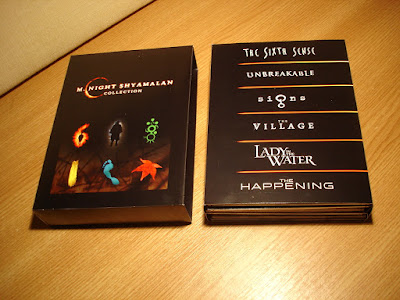 M. NIGHT SHYAMALAN
COLLECTION
THE SIXTH SENSE
UNBREAKABLE
signs
THE
VILLAGE
LADY IN THE
WATER
THE
HAPPENING